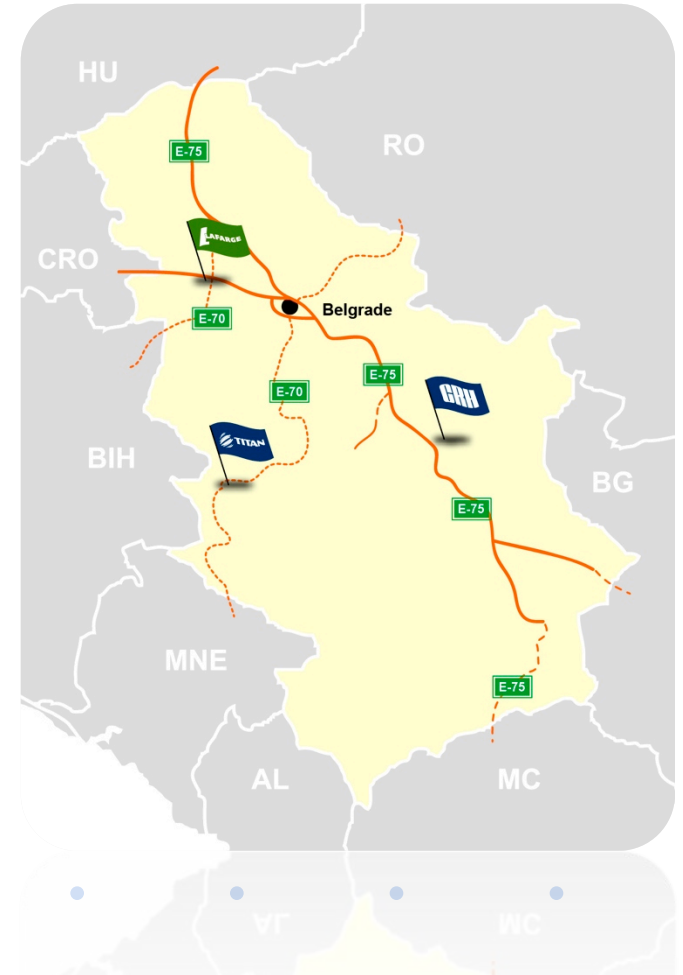 HU
RO
E-75
LAFARGE
CRO
E-70
Belgrade
E-75
E-70
CRH
TITAN
BIH
BG
E-75
MNE
E-75
AL
MC